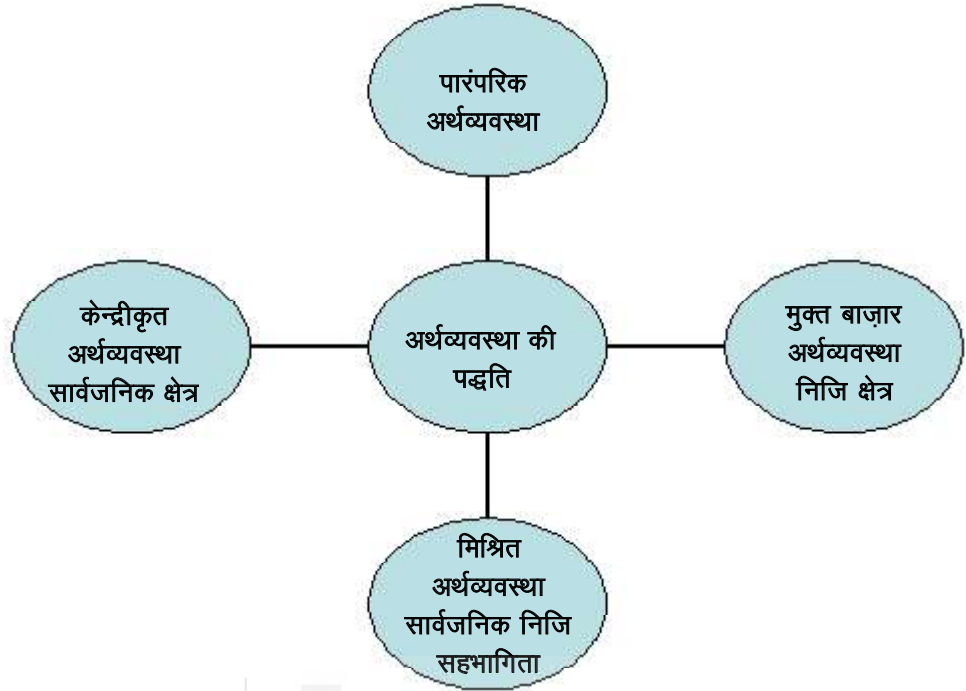 पारंपरिक
अर्थव्यवस्था
केन्द्रीकृत
अर्थव्यवस्था
सार्वजनिक क्षेत्र
अर्थव्यवस्था की
पद्धति
मुक्त बाज़ार
अर्थव्यवस्था
निजि क्षेत्र
मिश्रित
अर्थव्यवस्था
सार्वजनिक निजि
सहभागिता